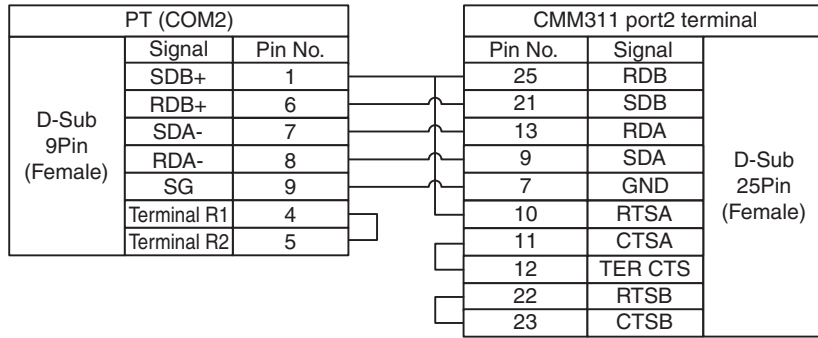 PT (COM2)
CMM311 port2 terminal
Signal Pin No.
Pin No. Signal
SDB+ 1
25 RDB
RDB+ 6
21 SDB
D-Sub
9Pin
(Female)
SDA- 7
13 RDA
RDA- 8
9 SDA
D-Sub
25Pin
(Female)
SG 9
7 GND
Terminal R1 4
10 RTSA
Terminal R2 5
11 CTSA
12 TER CTS
22 RTSB
23 CTSB